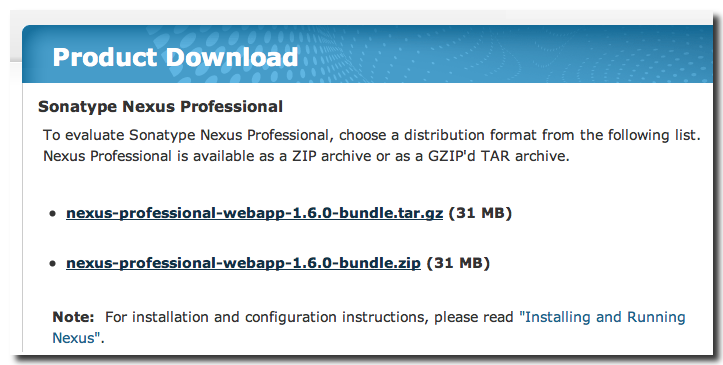 Product Download
Sonatype Nexus Professional
To evaluate Sonatype Nexus Professional, choose a distribution format from the following list.
Nexus Professional is available as a ZIP archive or as a GZIP'd TAR archive.
• nexus-professional-webapp-1.6.0-bundle.tar.gz (31 MB)
• nexus-professional-webapp-1.6.0-bundle.zip (31 MB)
Note: For installation and configuration instructions, please read "Installing and Running
Nexus".